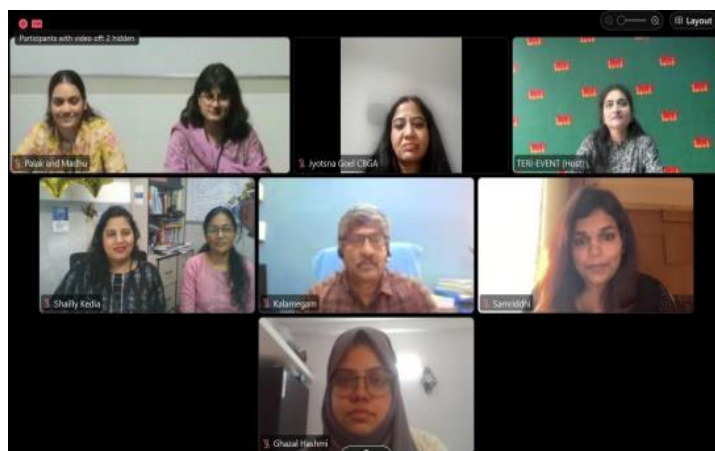 Layout
Participants with video off: 2 hidden
Palak and Madhu
Jyotsna Goel CBGA
TERI-EVENT (Host)
Shailly Kedia
Kalamegam
Samriddhi
Ghazal Hashmi